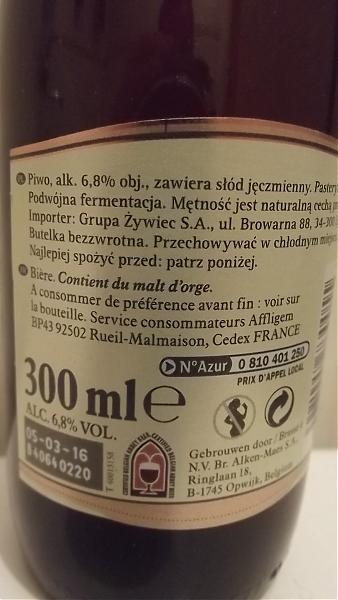 PL Piwo, alk. 6,8% obj., zawiera słód jęczmienny.
Podwójna fermentacja. Mętność jest naturalną cechą
Importer: Grupa Żywiec S.A., ul. Browarna 88, 34-300
Butelka bezzwrotna. Przechowywać w chłodnym miejscu.
Najlepiej spożyć przed: patrz poniżej.
FR Bière. Contient du malt d'orge.
A consommer de préférence avant fin : voir sur
la bouteille. Service consommateurs Affligem
BP43 92502 Rueil-Malmaison, Cedex FRANCE
N°Azur 0 810 401 250
PRIX D'APPEL LOCAL
300 ml e
ALC. 6,8% VOL.
05-03-16
B40640220
CERTIFIED BELGIAN ABBEY BEER
Gebrouwen door /
N.V. Br. Alken-Maes S.A.,
Ringlaan 18,
B-1745 Opwijk, Belgium